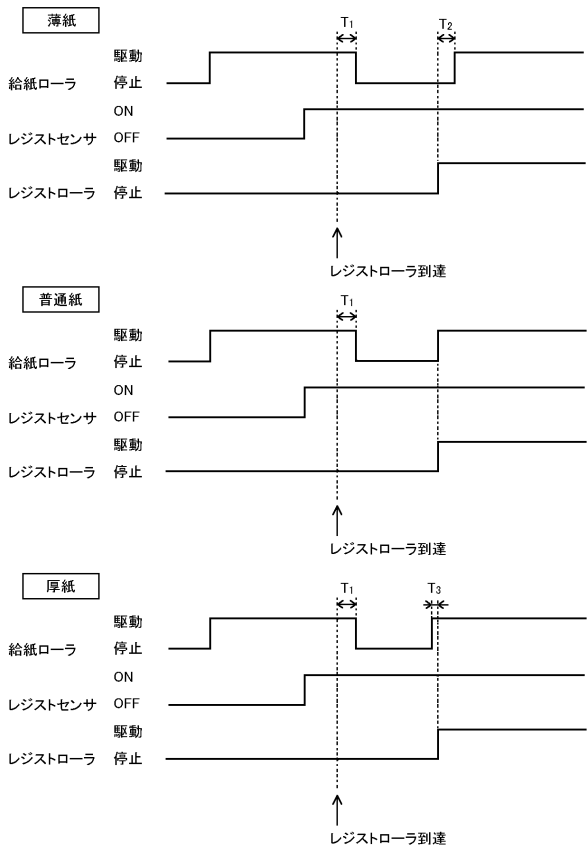 薄紙
T1
T2
駆動
給紙ローラ 停止
ON
レジストセンサ OFF
駆動
レジストローラ 停止
レジストローラ到達
普通紙
T1
駆動
給紙ローラ 停止
ON
レジストセンサ OFF
駆動
レジストローラ 停止
レジストローラ到達
厚紙
T1
T3
駆動
給紙ローラ 停止
ON
レジストセンサ OFF
駆動
レジストローラ 停止
レジストローラ到達